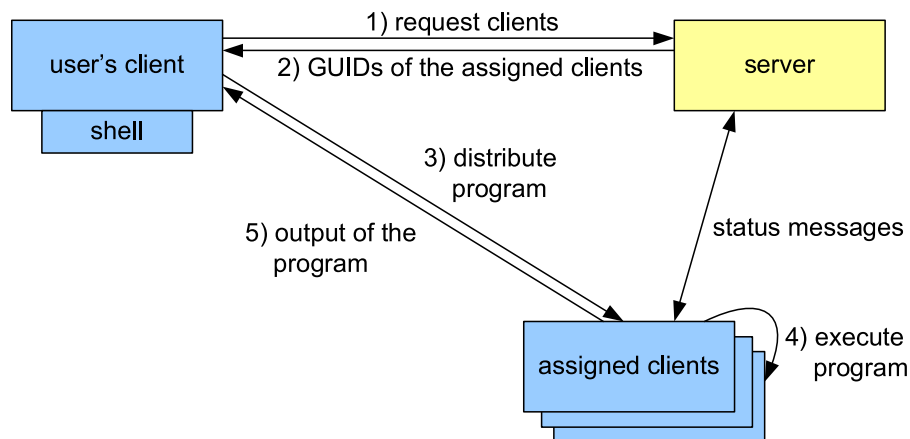 1) request clients
user's client
2) GUIDs of the assigned clients
server
shell
3) distribute
program
5) output of the
program
status messages
assigned clients
4) execute
program